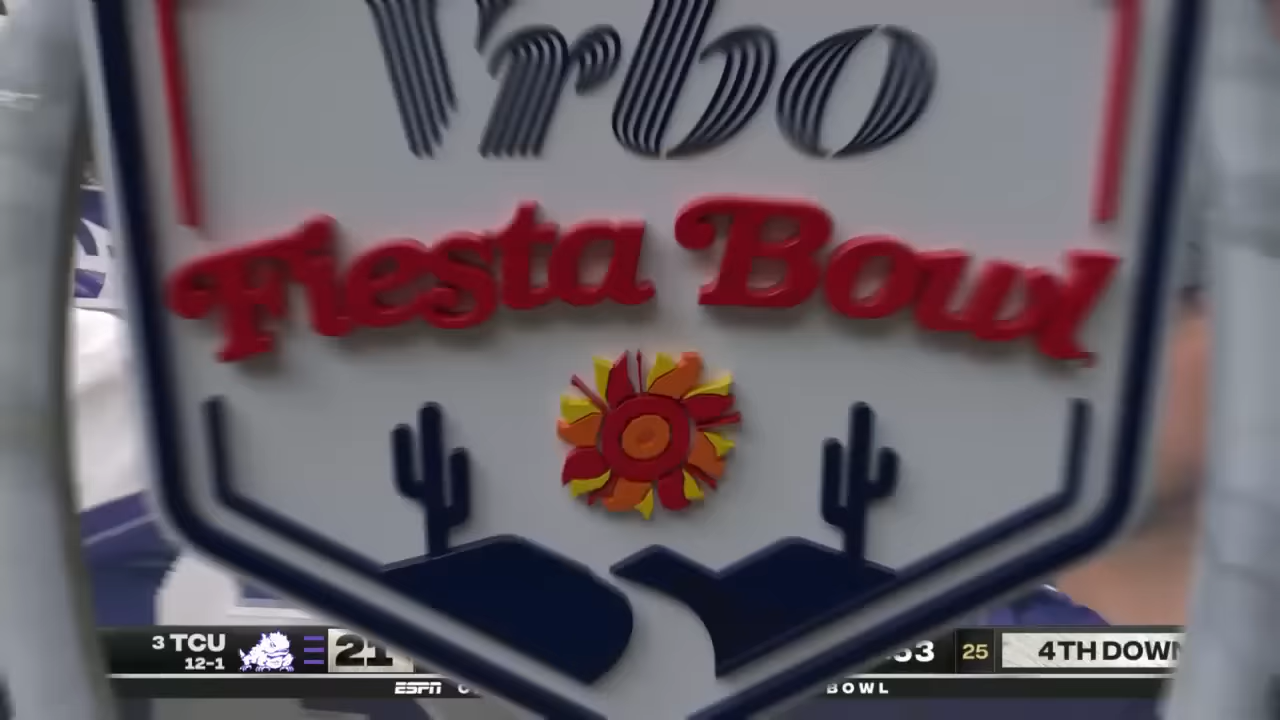 Vrbo
Fiesta Bowl
3 TCU
12-1
21
:53
25
4TH DOWN
ESPN
BOWL